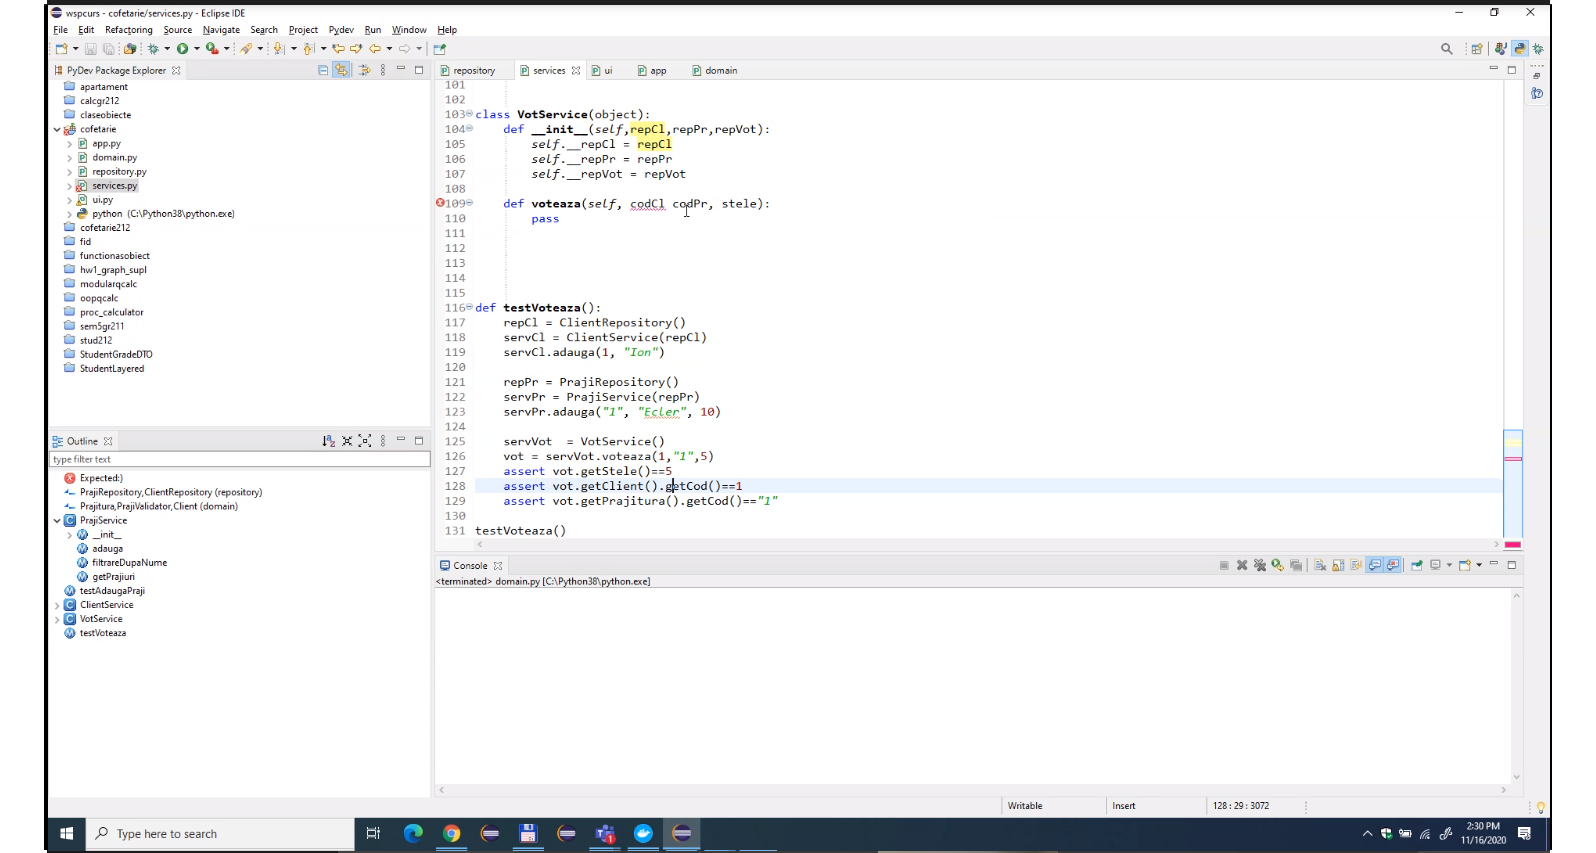 wspcurs - cofetarie/services.py - Eclipse IDE
File Edit Refactoring Source Navigate Search Project Pydev Run Window Help
PyDev Package Explorer
apartament
calcgr212
claseobiecte
cofetarie
app.py
domain.py
repository.py
services.py
ui.py
python (C:\Python38\python.exe)
cofetarie212
fid
functionasobiect
hw1_graph_supl
modularqcalc
oopqcalc
proc_calculator
sem5gr211
stud212
StudentGradeDTO
StudentLayered
Outline
type filter text
Expected:)
PrajiRepository,ClientRepository (repository)
Prajitura,PrajiValidator,Client (domain)
PrajiService
__init__
adauga
filtrareDupaNume
getPrajiuri
testAdaugaPraji
ClientService
VotService
testVoteaza
repository services ui app domain
101
102
103 class VotService(object):
104 def __init__(self,repCl,repPr,repVot):
105 self.__repCl = repCl
106 self.__repPr = repPr
107 self.__repVot = repVot
108
109 def voteaza(self, codCl codPr, stele):
110 pass
111
112
113
114
115
116 def testVoteaza():
117 repCl = ClientRepository()
118 servCl = ClientService(repCl)
119 servCl.adauga(1, "Ion")
120
121 repPr = PrajiRepository()
122 servPr = PrajiService(repPr)
123 servPr.adauga("1", "Ecler", 10)
124
125 servVot  = VotService()
126 vot = servVot.voteaza(1,"1",5)
127 assert vot.getStele()==5
128 assert vot.getClient().getCod()==1
129 assert vot.getPrajitura().getCod()=="1"
130
131 testVoteaza()
Console
<terminated> domain.py [C:\Python38\python.exe]
Writable Insert 128 : 29 : 3072
Type here to search
2:30 PM
11/16/2020